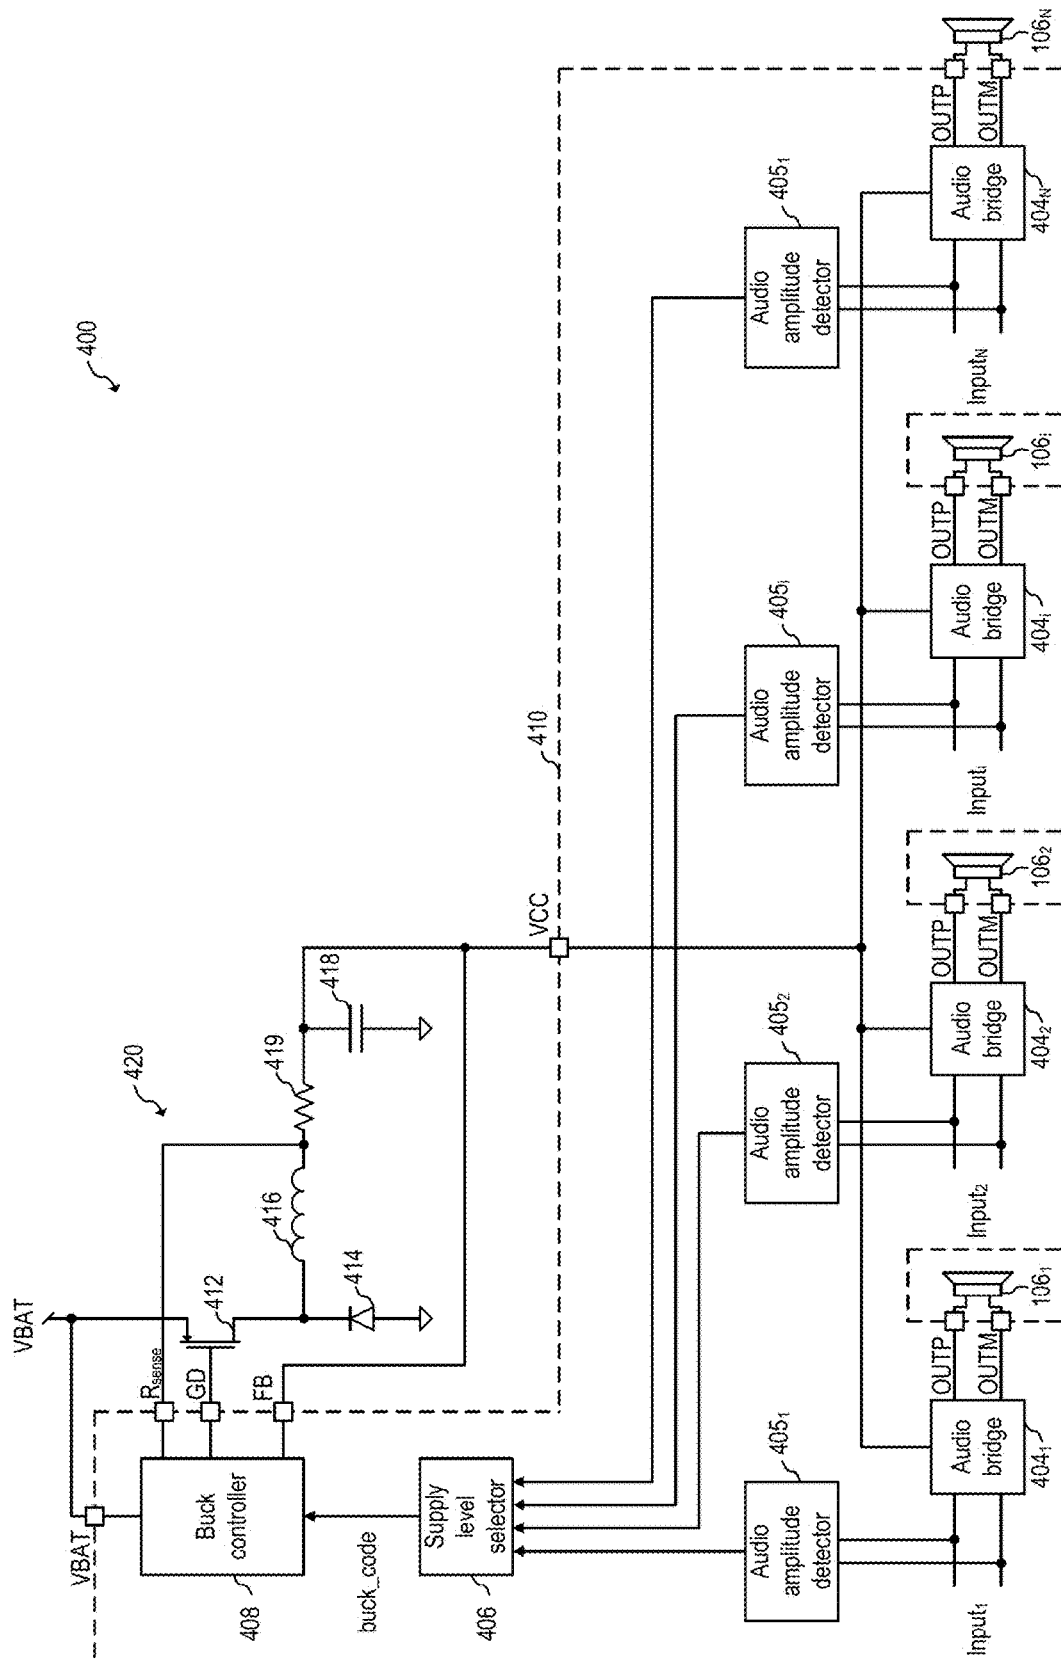 400
420
VBAT
VBAT
Buck
controller
408
Rsense
GD
FB
412
414
416
419
418
VCC
410
buck_code
Supply
level
selector
406
Audio
amplitude
detector
4051
Audio
amplitude
detector
4052
Audio
amplitude
detector
405i
Audio
amplitude
detector
4051
Input1
Audio
bridge
4041
OUTP
OUTM
1061
Input2
Audio
bridge
4042
OUTP
OUTM
1062
Inputi
Audio
bridge
404i
OUTP
OUTM
106i
InputN
Audio
bridge
404N
OUTP
OUTM
106N